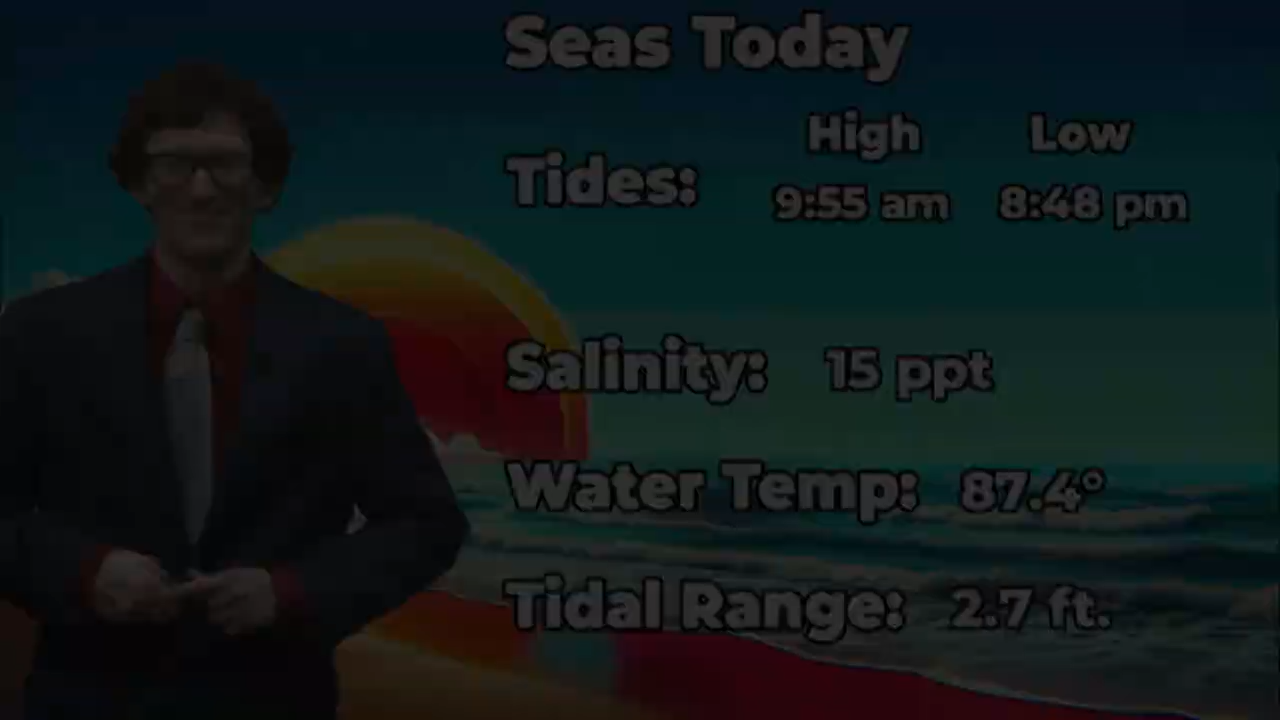 Seas Today
High Low
Tides: 9:55 am 8:48 pm
Salinity: 15 ppt
Water Temp: 87.4°
Tidal Range: 2.7 ft.